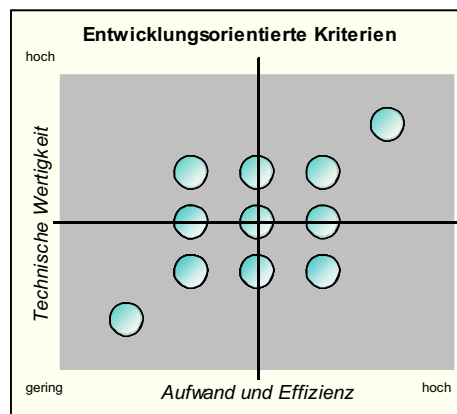 Entwicklungsorientierte Kriterien
hoch
Technische Wertigkeit
gering
Aufwand und Effizienz
hoch